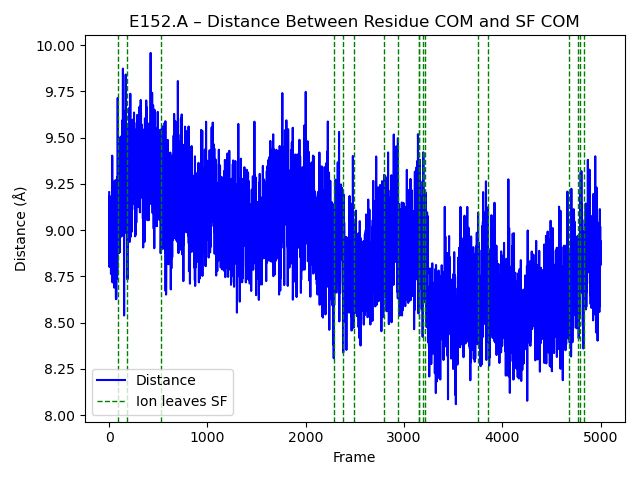 E152.A – Distance Between Residue COM and SF COM
10.00
9.75
9.50
9.25
9.00
8.75
8.50
8.25
8.00
Distance (Å)
Distance
Ion leaves SF
0 1000 2000 3000 4000 5000
Frame